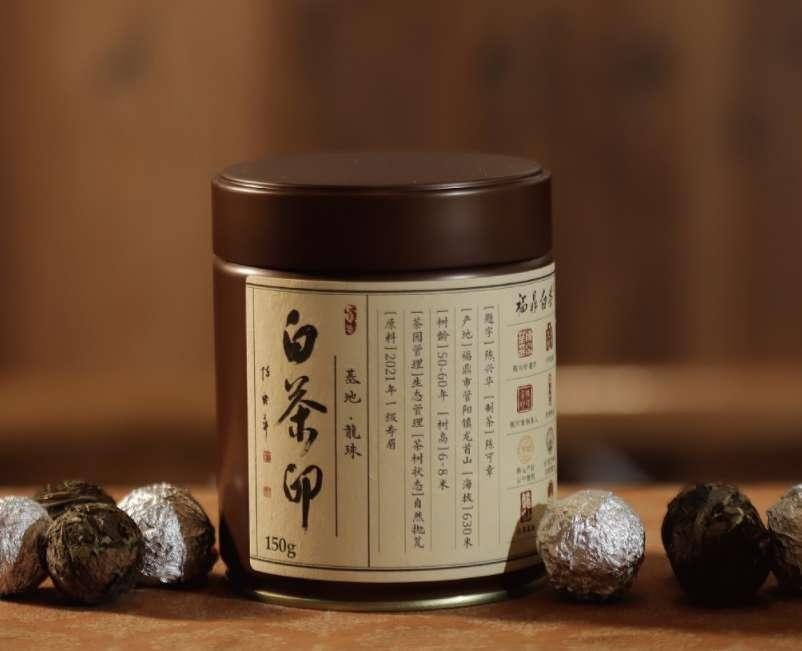 福鼎白茶
【题字】陈兴华 【制茶】陈可章
【产地】福鼎市管阳镇龙首山 【海拔】630米
【树龄】50-60年 【树高】6-8米
【茶园管理】生态管理 【茶树状态】自然抛荒
【原料】2021年一级寿眉
基地·龍珠
白茶印
150g